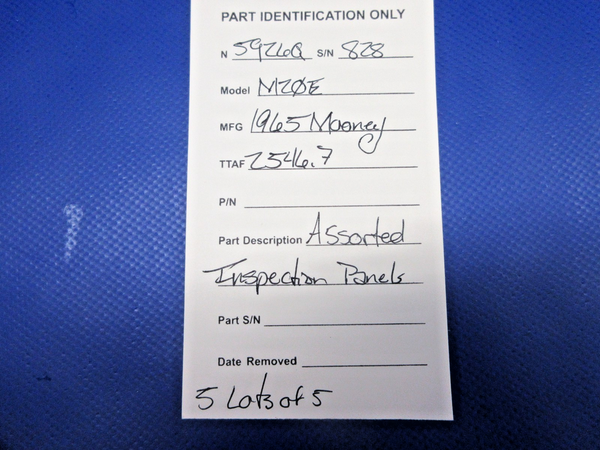 PART IDENTIFICATION ONLY
N 5926Q S/N 828
Model M20E
MFG 1965 Mooney
TTAF 2546.7
P/N
Part Description Assorted
Inspection Panels
Part S/N
Date Removed
5 Lots of 5